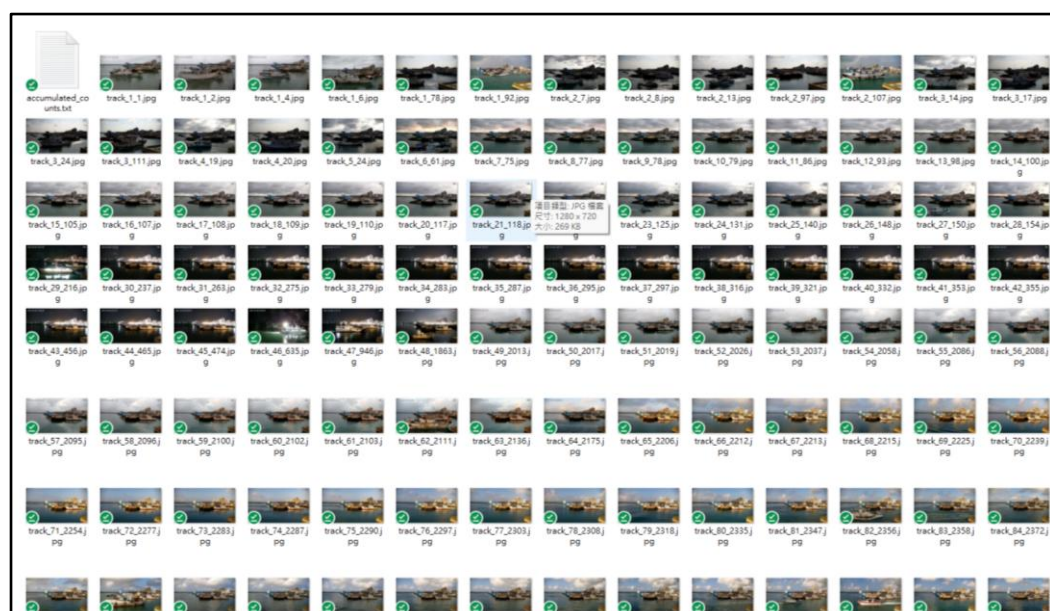 accumulated_co
unts.txt
track_1_1.jpg
track_1_2.jpg
track_1_4.jpg
track_1_6.jpg
track_1_78.jpg
track_1_92.jpg
track_2_7.jpg
track_2_8.jpg
track_2_13.jpg
track_2_97.jpg
track_2_107.jpg
track_3_14.jpg
track_3_17.jpg
track_3_24.jpg
track_3_111.jpg
track_4_19.jpg
track_4_20.jpg
track_5_24.jpg
track_6_61.jpg
track_7_75.jpg
track_8_77.jpg
track_9_78.jpg
track_10_79.jpg
track_11_86.jpg
track_12_93.jpg
track_13_98.jpg
track_14_100.jp
g
track_15_105.jp
g
track_16_107.jp
g
track_17_108.jp
g
track_18_109.jp
g
track_19_110.jp
g
track_20_117.jp
g
track_21_118.jp
g
項目類型: JPG 檔案
尺寸: 1280 x 720
大小: 269 KB
g
track_23_125.jp
g
track_24_131.jp
g
track_25_140.jp
g
track_26_148.jp
g
track_27_150.jp
g
track_28_154.jp
g
track_29_216.jp
g
track_30_237.jp
g
track_31_263.jp
g
track_32_275.jp
g
track_33_279.jp
g
track_34_283.jp
g
track_35_287.jp
g
track_36_295.jp
g
track_37_297.jp
g
track_38_316.jp
g
track_39_321.jp
g
track_40_332.jp
g
track_41_353.jp
g
track_42_355.jp
g
track_43_456.jp
g
track_44_465.jp
g
track_45_474.jp
g
track_46_635.jp
g
track_47_946.jp
g
track_48_1863.j
pg
track_49_2013.j
pg
track_50_2017.j
pg
track_51_2019.j
pg
track_52_2026.j
pg
track_53_2037.j
pg
track_54_2058.j
pg
track_55_2086.j
pg
track_56_2088.j
pg
track_57_2095.j
pg
track_58_2096.j
pg
track_59_2100.j
pg
track_60_2102.j
pg
track_61_2103.j
pg
track_62_2111.j
pg
track_63_2136.j
pg
track_64_2175.j
pg
track_65_2206.j
pg
track_66_2212.j
pg
track_67_2213.j
pg
track_68_2215.j
pg
track_69_2225.j
pg
track_70_2239.j
pg
track_71_2254.j
pg
track_72_2277.j
pg
track_73_2283.j
pg
track_74_2287.j
pg
track_75_2290.j
pg
track_76_2297.j
pg
track_77_2303.j
pg
track_78_2308.j
pg
track_79_2318.j
pg
track_80_2335.j
pg
track_81_2347.j
pg
track_82_2356.j
pg
track_83_2358.j
pg
track_84_2372.j
pg